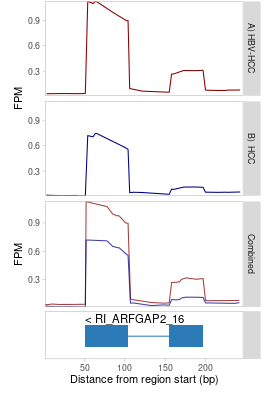 0.9
0.6
0.3
A) HBV-HCC
FPM
0.9
0.6
0.3
B) HCC
0.9
0.6
0.3
Combined
FPM
< RI_ARFGAP2_16
50 100 150 200
Distance from region start (bp)